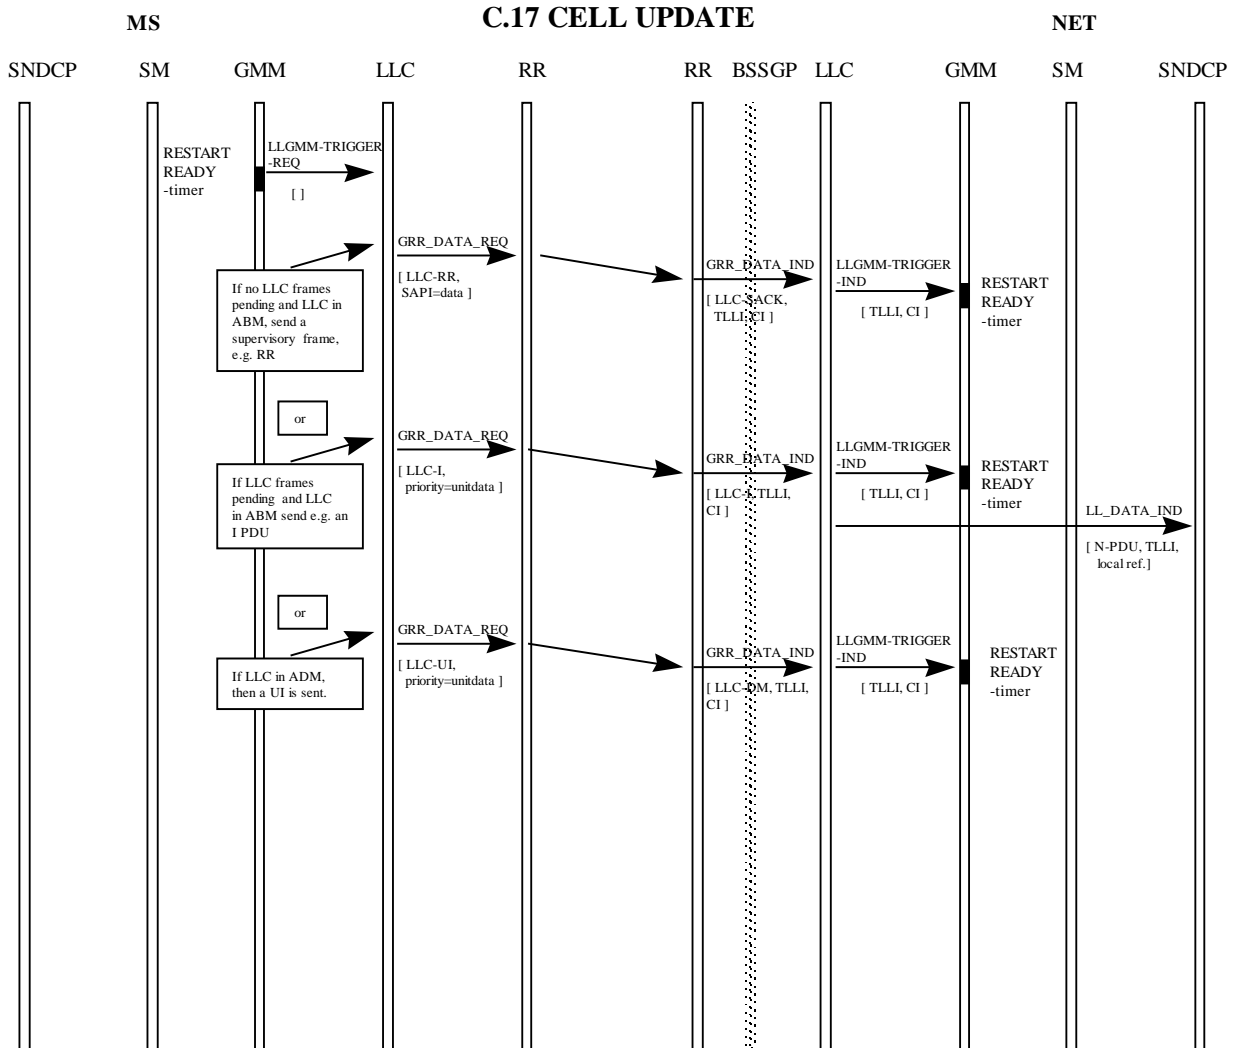 C.17 CELL UPDATE
MS
NET
SNDCP SM GMM LLC RR RR BSSGP LLC GMM SM SNDCP
RESTART
READY
-timer
LLGMM-TRIGGER
-REQ
[ ]
If no LLC frames
pending and LLC in
ABM, send a
supervisory frame,
e.g. RR
GRR_DATA_REQ
[ LLC-RR,
SAPI=data ]
GRR_DATA_IND
[ LLC-SACK,
TLLI, CI ]
LLGMM-TRIGGER
-IND
[ TLLI, CI ]
RESTART
READY
-timer
or
If LLC frames
pending and LLC
in ABM send e.g. an
I PDU
GRR_DATA_REQ
[ LLC-I,
priority=unitdata ]
GRR_DATA_IND
[ LLC-I, TLLI,
CI ]
LLGMM-TRIGGER
-IND
[ TLLI, CI ]
RESTART
READY
-timer
LL_DATA_IND
[ N-PDU, TLLI,
local ref.]
or
If LLC in ADM,
then a UI is sent.
GRR_DATA_REQ
[ LLC-UI,
priority=unitdata ]
GRR_DATA_IND
[ LLC-DM, TLLI,
CI ]
LLGMM-TRIGGER
-IND
[ TLLI, CI ]
RESTART
READY
-timer